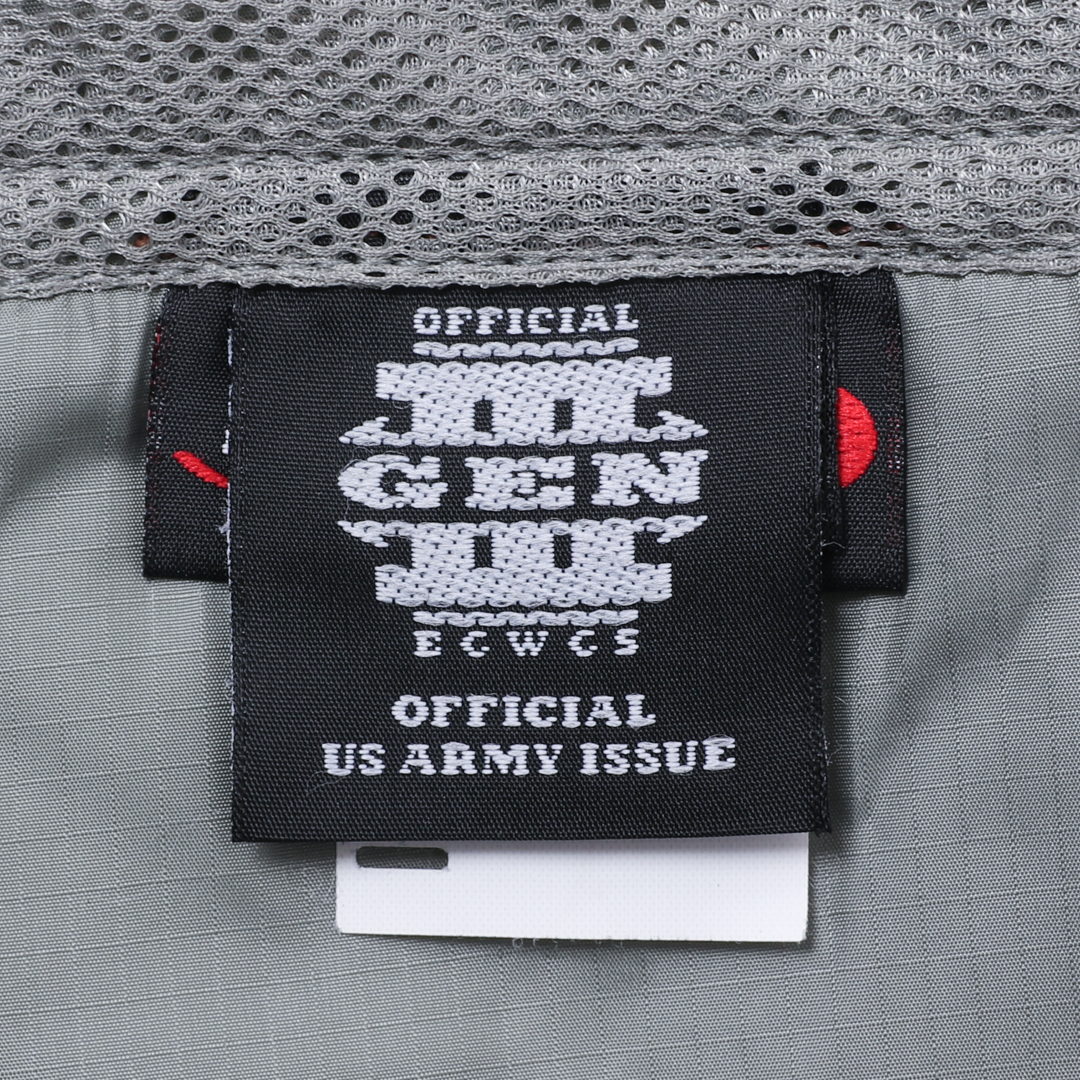 OFFICIAL
III
GEN
III
ECWCS
OFFICIAL
US ARMY ISSUE